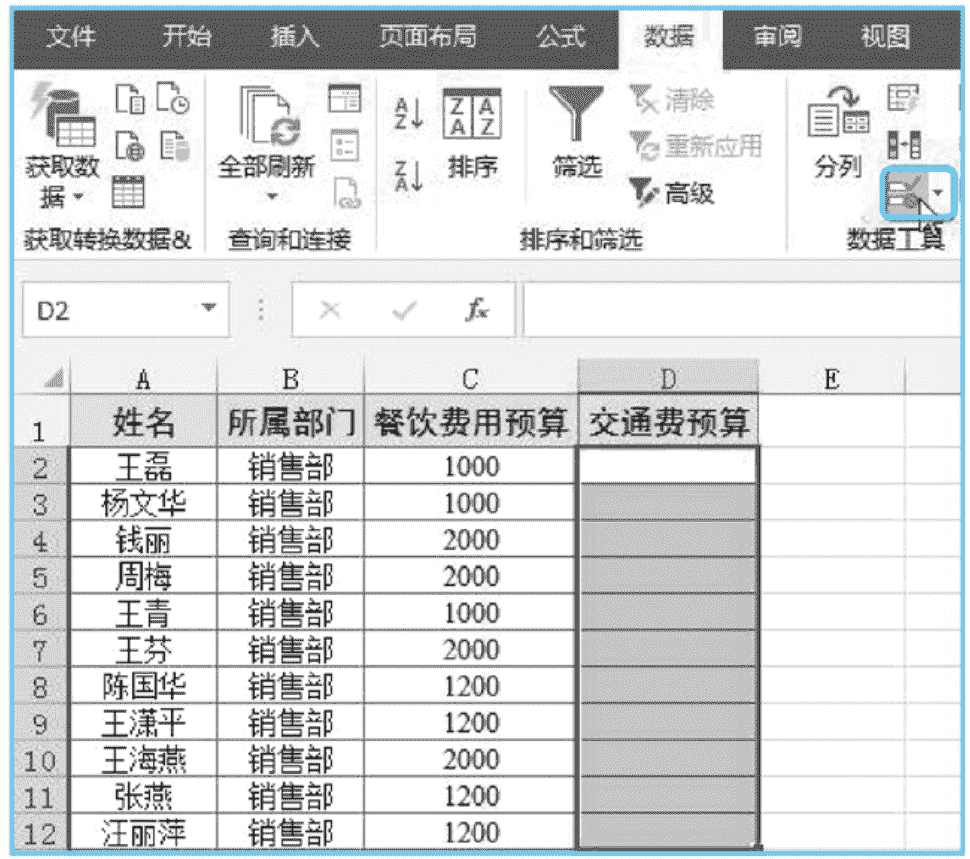 文件 开始 插入 页面布局 公式 数据 审阅 视图
获取数据 全部刷新 排序 筛选 清除 重新应用 高级 分列
获取转换数据& 查询和连接 排序和筛选 数据工具
D2 fx
A B C D E
1 姓名 所属部门 餐饮费用预算 交通费预算
2 王磊 销售部 1000
3 杨文华 销售部 1000
4 钱丽 销售部 2000
5 周梅 销售部 2000
6 王青 销售部 1000
7 王芬 销售部 2000
8 陈国华 销售部 1200
9 王潇平 销售部 1200
10 王海燕 销售部 2000
11 张燕 销售部 1200
12 汪丽萍 销售部 1200